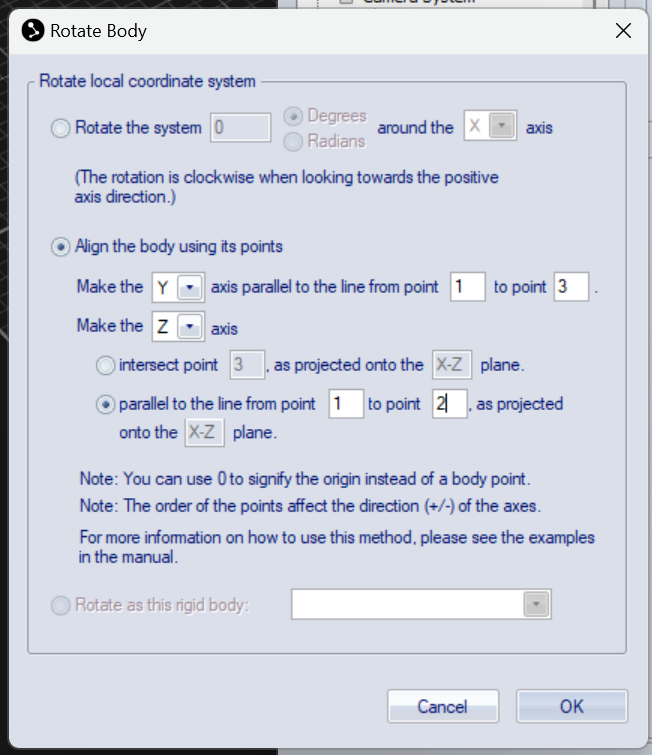 Camera System
Rotate Body
Rotate local coordinate system
Rotate the system 0 Degrees Radians around the X axis
(The rotation is clockwise when looking towards the positive
axis direction.)
Align the body using its points
Make the Y axis parallel to the line from point 1 to point 3 .
Make the Z axis
intersect point 3 , as projected onto the X-Z plane.
parallel to the line from point 1 to point 2 , as projected
onto the X-Z plane.
Note: You can use 0 to signify the origin instead of a body point.
Note: The order of the points affect the direction (+/-) of the axes.
For more information on how to use this method, please see the examples
in the manual.
Rotate as this rigid body:
Cancel OK